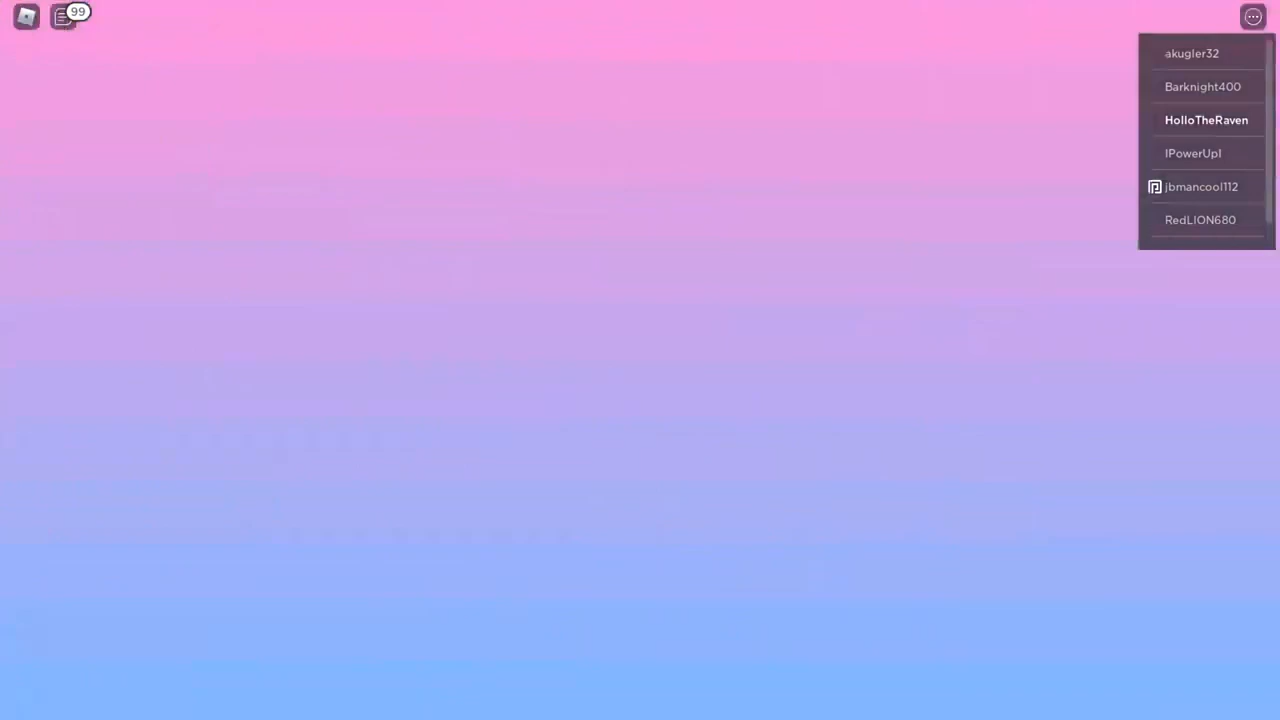 99
akugler32
Barknight400
HolloTheRaven
IPowerUpI
jbmancool112
RedLION680